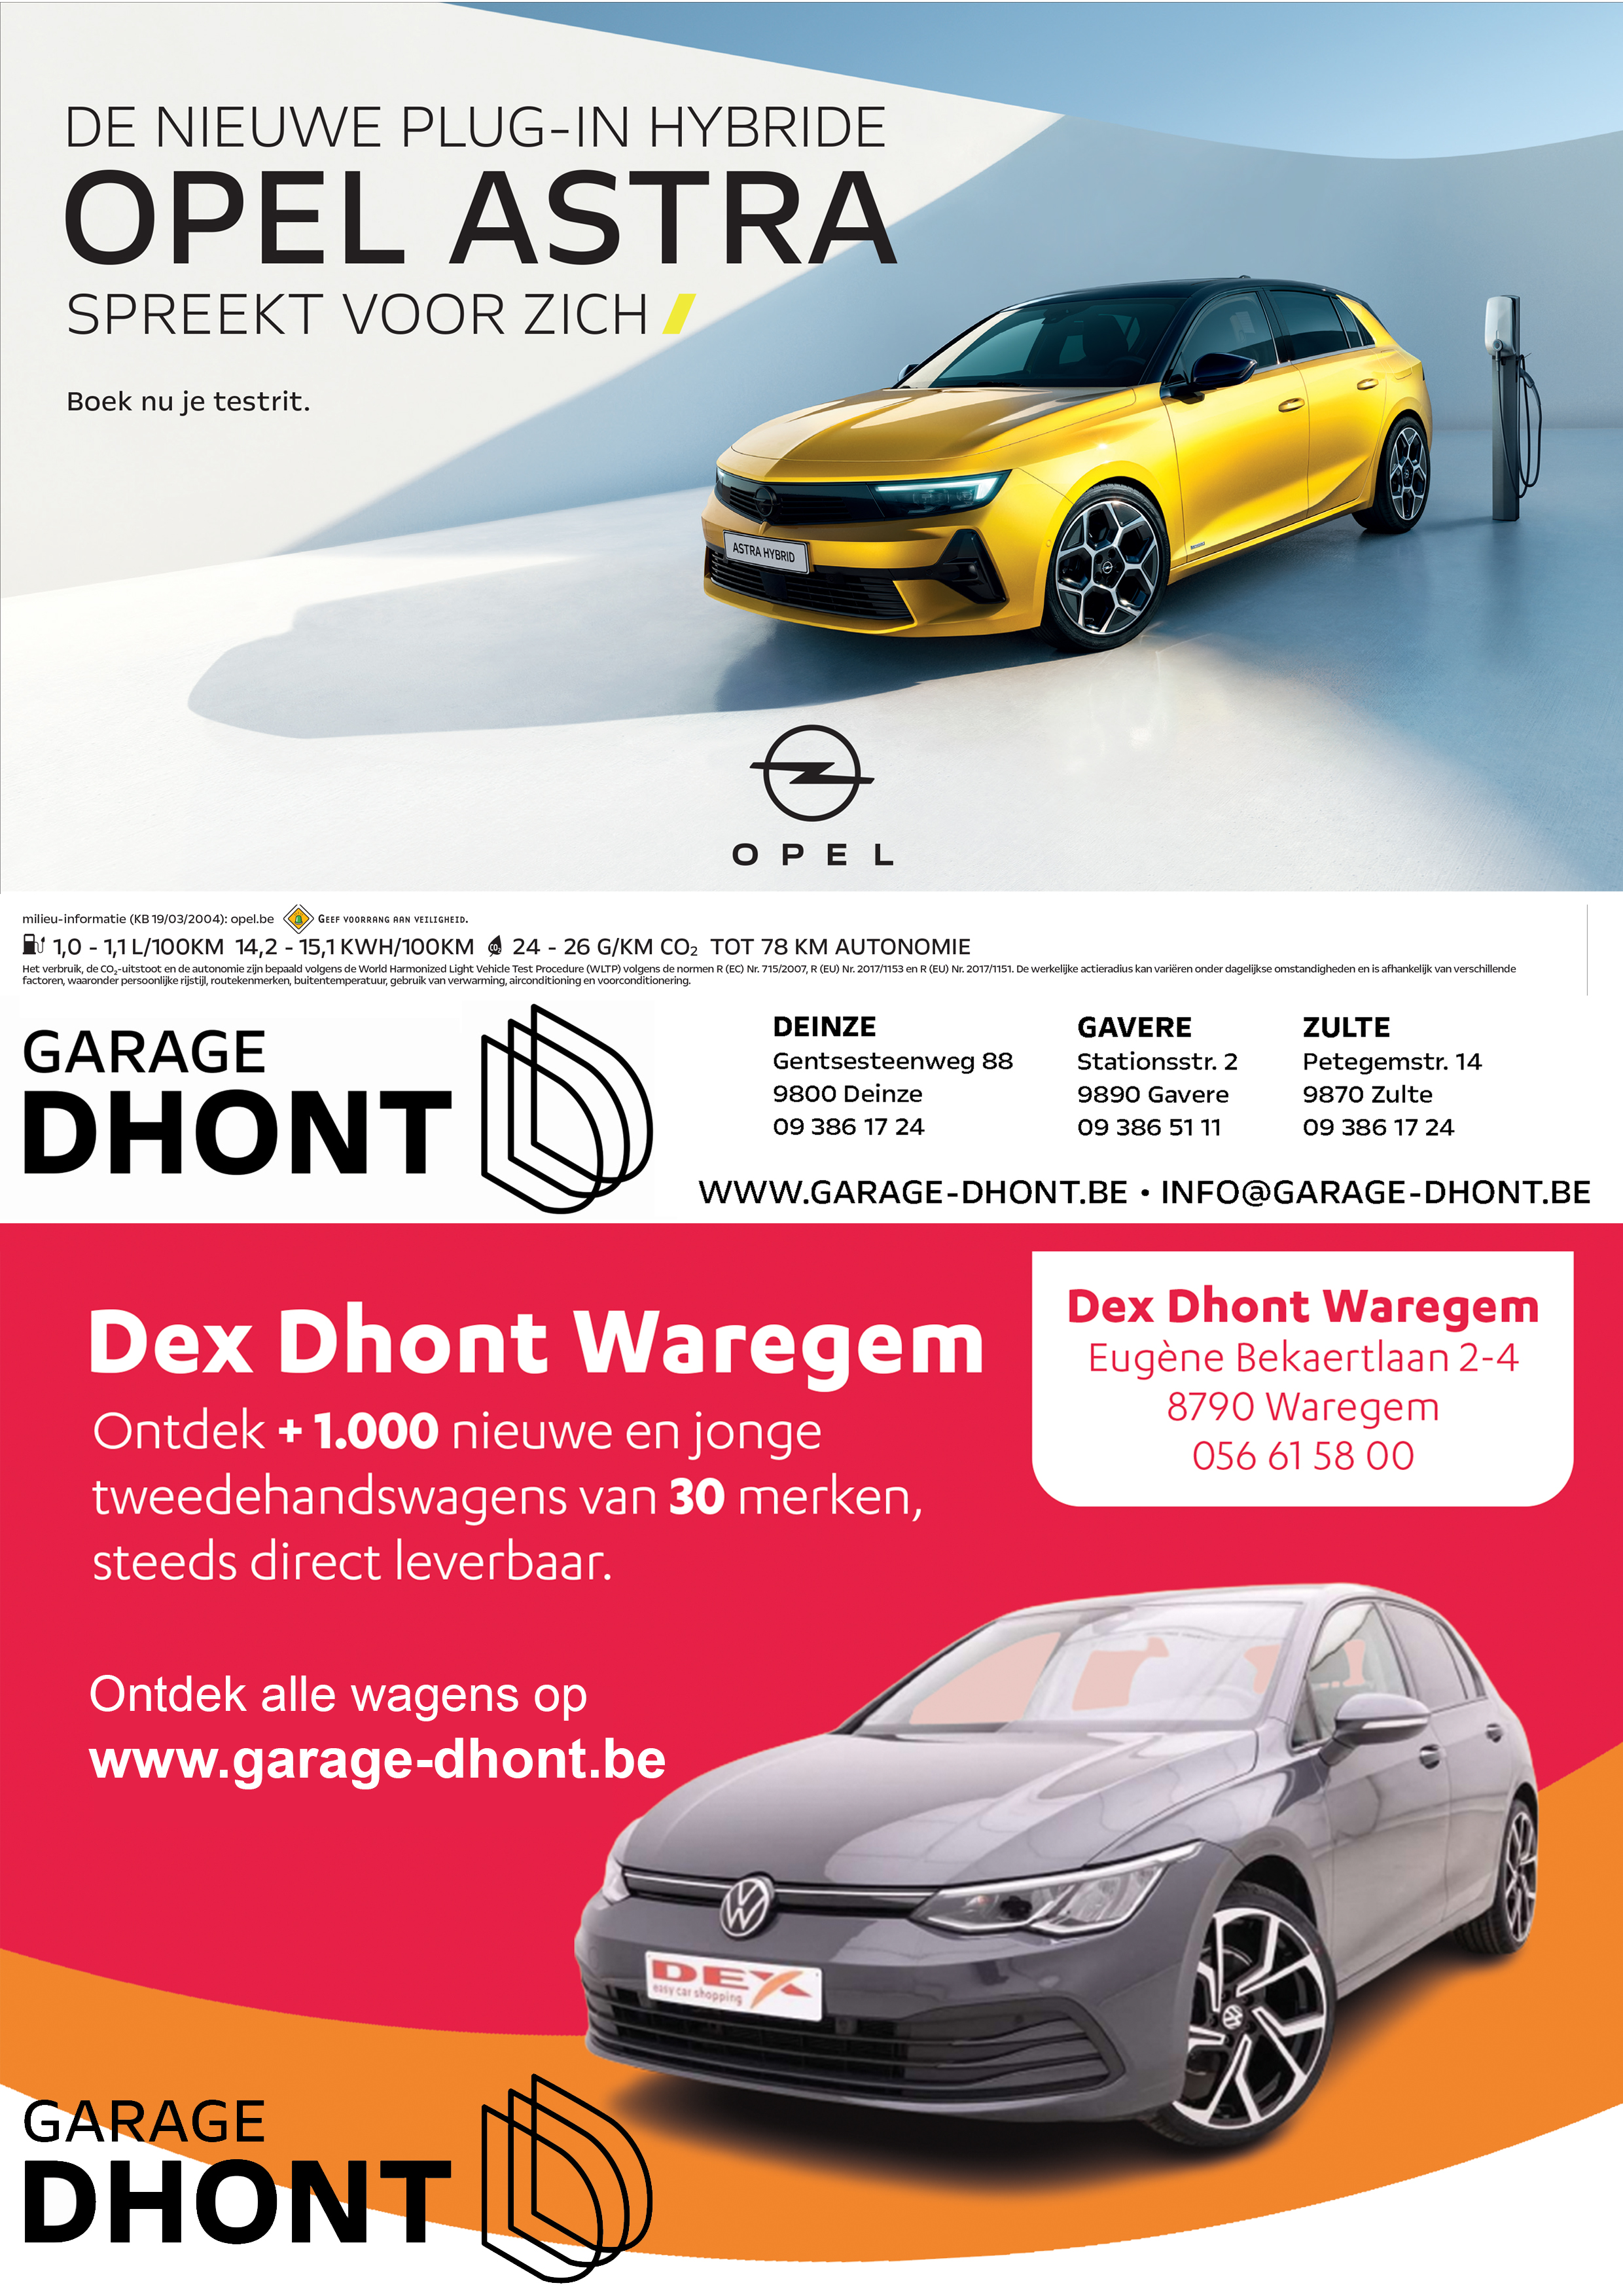 DE NIEUWE PLUG-IN HYBRIDE
OPEL ASTRA
SPREEKT VOOR ZICH
Boek nu je testrit.
ASTRA HYBRID
OPEL
milieu-informatie (KB 19/03/2004): opel.be GEEF VOORRANG AAN VEILIGHEID.
1,0 - 1,1 L/100KM 14,2 - 15,1 KWH/100KM CO₂ 24 - 26 G/KM CO₂ TOT 78 KM AUTONOMIE
Het verbruik, de CO₂-uitstoot en de autonomie zijn bepaald volgens de World Harmonized Light Vehicle Test Procedure (WLTP) volgens de normen R (EC) Nr. 715/2007, R (EU) Nr. 2017/1153 en R (EU) Nr. 2017/1151. De werkelijke actieradius kan variëren onder dagelijkse omstandigheden en is afhankelijk van verschillende
factoren, waaronder persoonlijke rijstijl, routekenmerken, buitentemperatuur, gebruik van verwarming, airconditioning en voorconditionering.
GARAGE
DHONT
DEINZE
Gentsesteenweg 88
9800 Deinze
09 386 17 24
GAVERE
Stationsstr. 2
9890 Gavere
09 386 51 11
ZULTE
Petegemstr. 14
9870 Zulte
09 386 17 24
WWW.GARAGE-DHONT.BE • INFO@GARAGE-DHONT.BE
Dex Dhont Waregem
Ontdek + 1.000 nieuwe en jonge
tweedehandswagens van 30 merken,
steeds direct leverbaar.
Ontdek alle wagens op
www.garage-dhont.be
Dex Dhont Waregem
Eugène Bekaertlaan 2-4
8790 Waregem
056 61 58 00
DEX
easy car shopping
GARAGE
DHONT